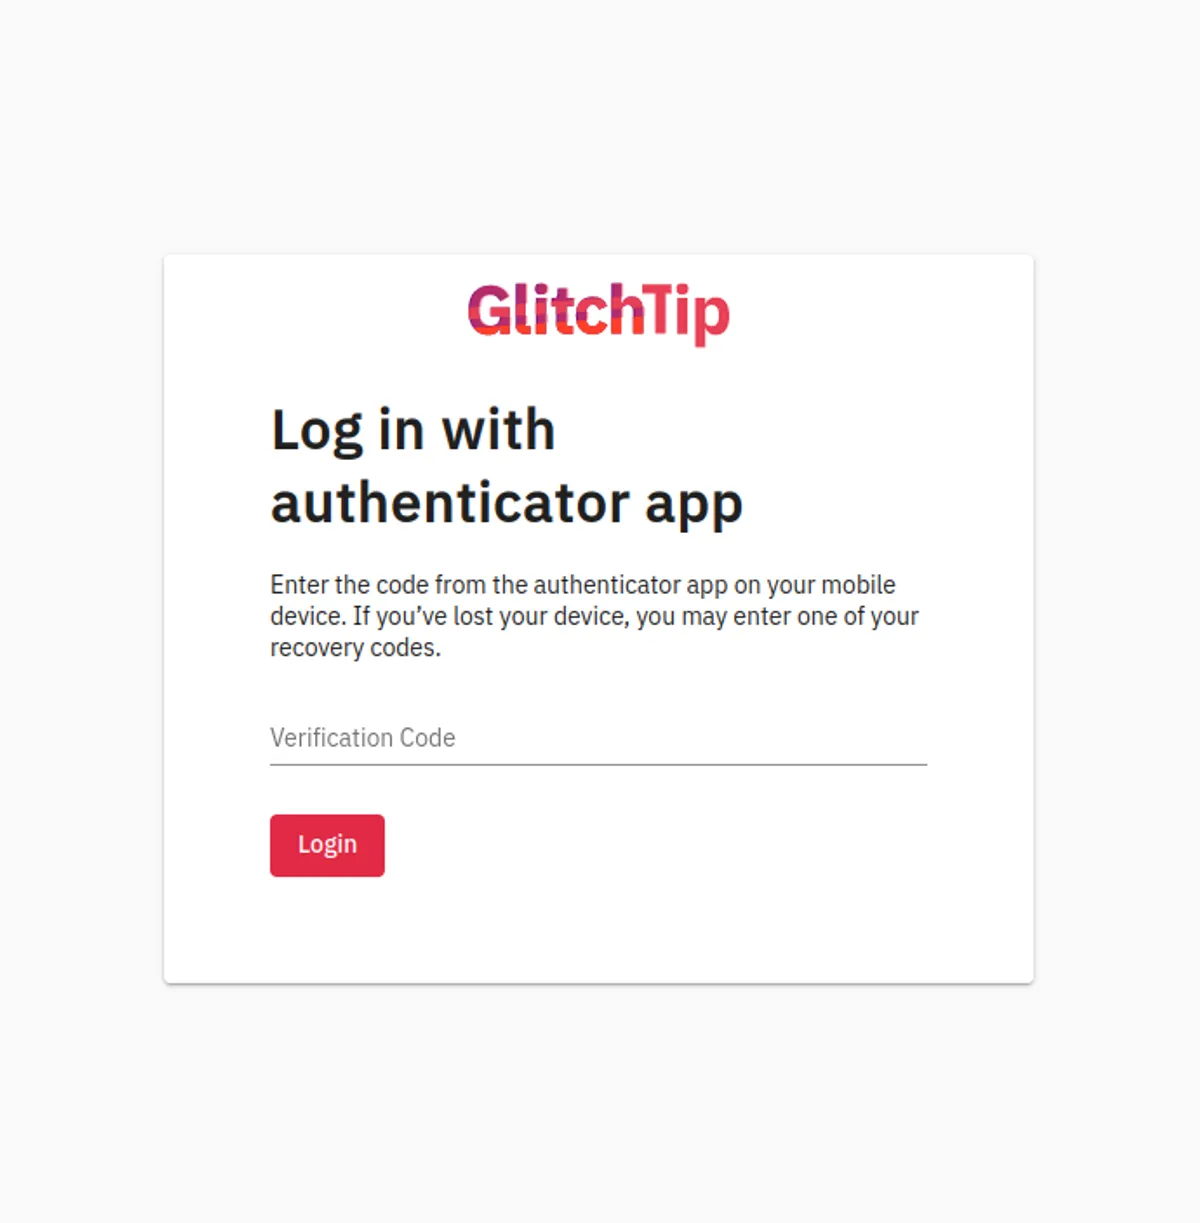 GlitchTip
Log in with
authenticator app
Enter the code from the authenticator app on your mobile
device. If you’ve lost your device, you may enter one of your
recovery codes.
Verification Code
Login